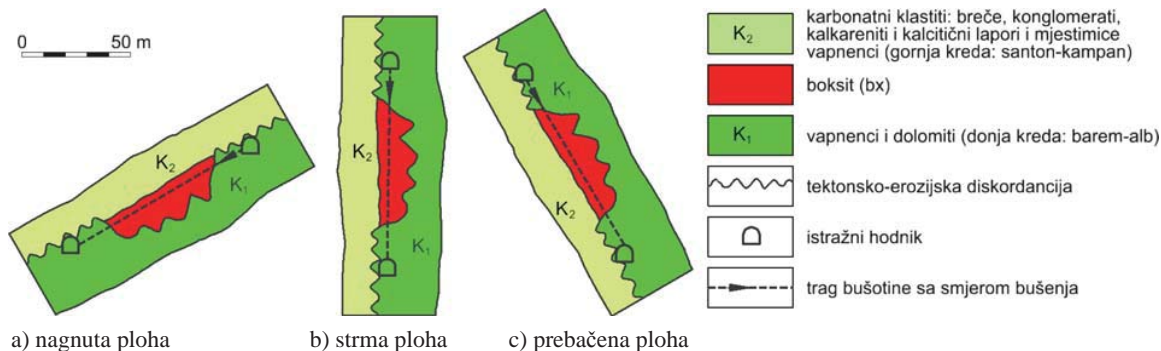 0 50 m
K2
K1
a) nagnuta ploha
K1
K2
K1
b) strma ploha
K1
K2
c) prebačena ploha
K2
karbonatni klastiti: breče, konglomerati,
kalkareniti i kalcitični lapori i mjestimice
vapnenci (gornja kreda: santon-kampan)
boksit (bx)
K1
vapnenci i dolomiti (donja kreda: barem-alb)
tektonsko-erozijska diskordancija
istražni hodnik
trag bušotine sa smjerom bušenja